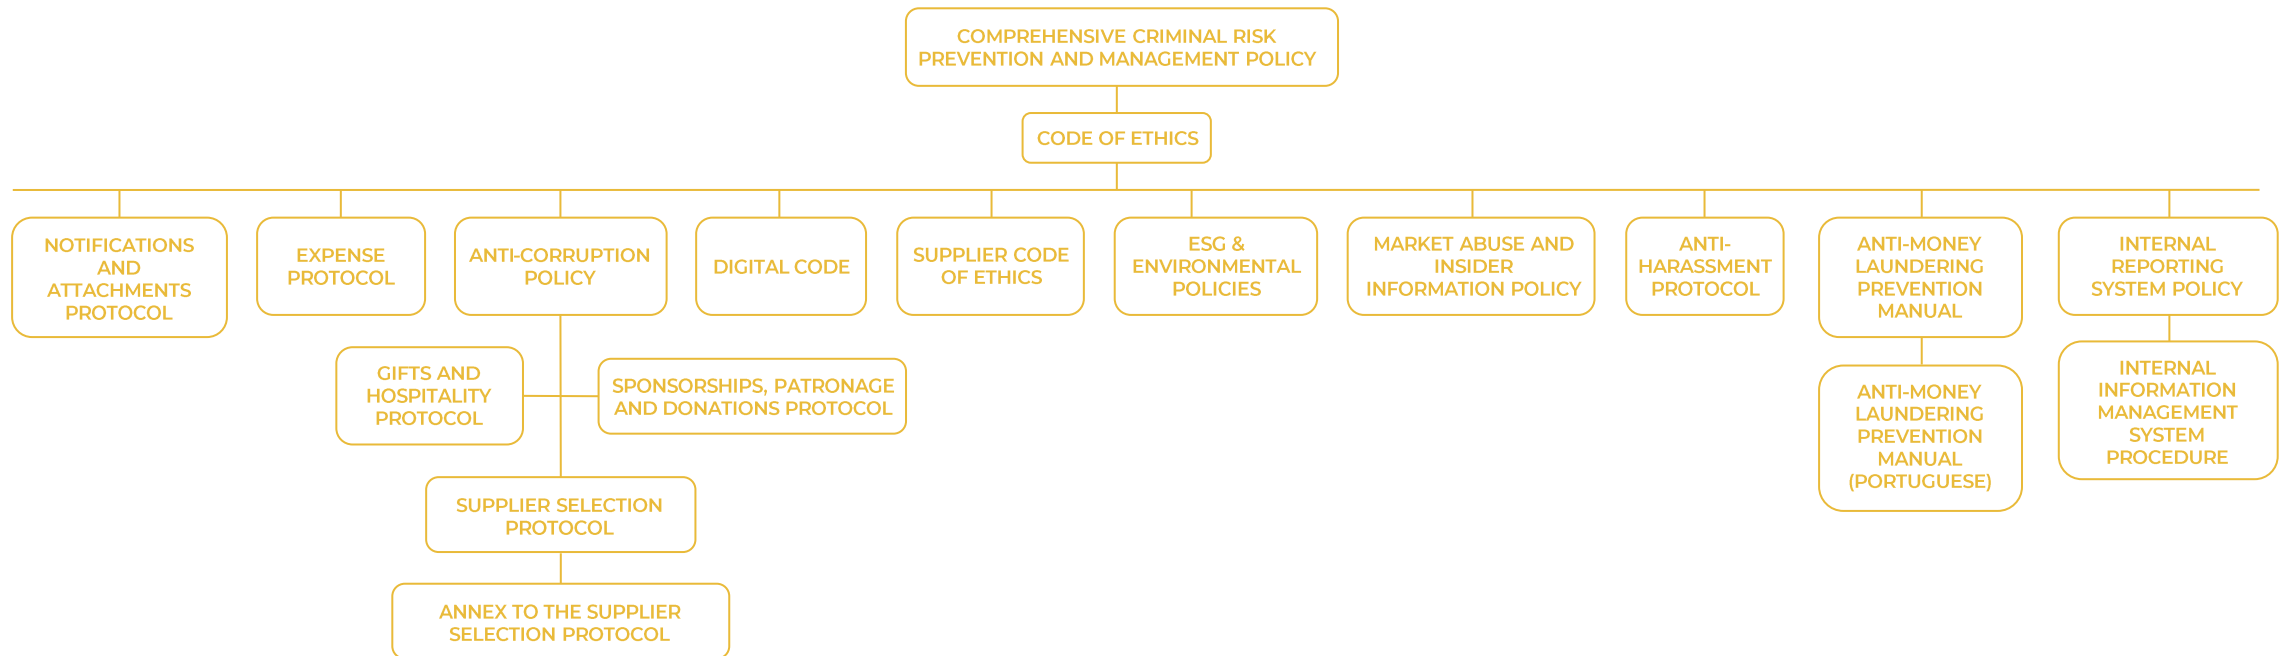 COMPREHENSIVE CRIMINAL RISK
PREVENTION AND MANAGEMENT POLICY
CODE OF ETHICS
NOTIFICATIONS
AND
ATTACHMENTS
PROTOCOL
EXPENSE
PROTOCOL
ANTI-CORRUPTION
POLICY
DIGITAL CODE
SUPPLIER CODE
OF ETHICS
ESG &
ENVIRONMENTAL
POLICIES
MARKET ABUSE AND
INSIDER
INFORMATION POLICY
ANTI-
HARASSMENT
PROTOCOL
ANTI-MONEY
LAUNDERING
PREVENTION
MANUAL
INTERNAL
REPORTING
SYSTEM POLICY
GIFTS AND
HOSPITALITY
PROTOCOL
SPONSORSHIPS, PATRONAGE
AND DONATIONS PROTOCOL
ANTI-MONEY
LAUNDERING
PREVENTION
MANUAL
(PORTUGUESE)
INTERNAL
INFORMATION
MANAGEMENT
SYSTEM
PROCEDURE
SUPPLIER SELECTION
PROTOCOL
ANNEX TO THE SUPPLIER
SELECTION PROTOCOL